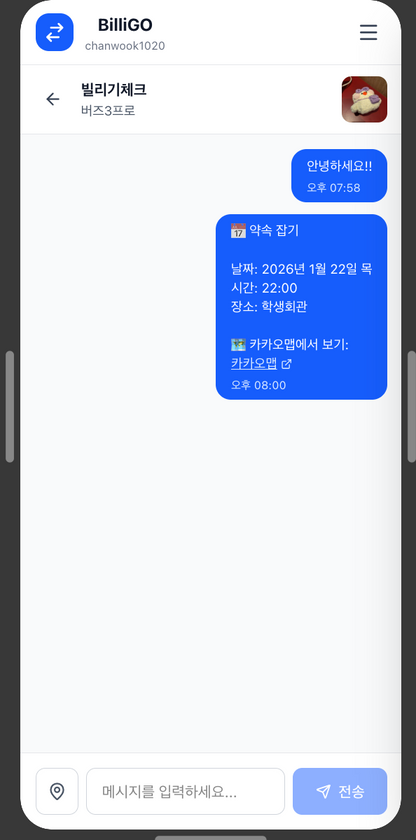 BilliGO
chanwook1020
빌리기체크
버즈3프로
안녕하세요!!
오후 07:58
📅 약속 잡기
날짜: 2026년 1월 22일 목
시간: 22:00
장소: 학생회관
🗺️ 카카오맵에서 보기:
카카오맵
오후 08:00
메시지를 입력하세요...
전송